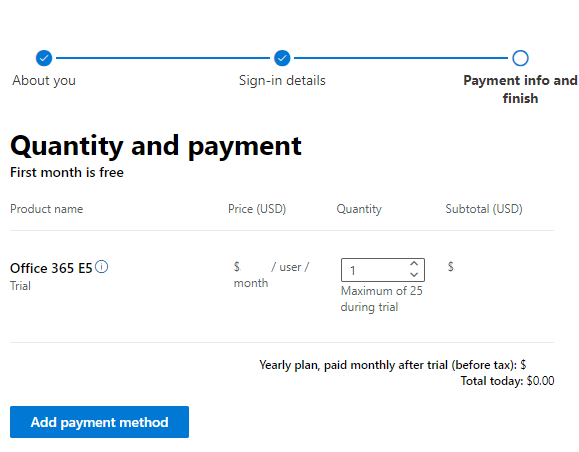 About you
Sign-in details
Payment info and
finish
Quantity and payment
First month is free
Product name
Price (USD)
Quantity
Subtotal (USD)
Office 365 E5
Trial
$ / user /
month
1
Maximum of 25
during trial
$
Yearly plan, paid monthly after trial (before tax): $
Total today: $0.00
Add payment method